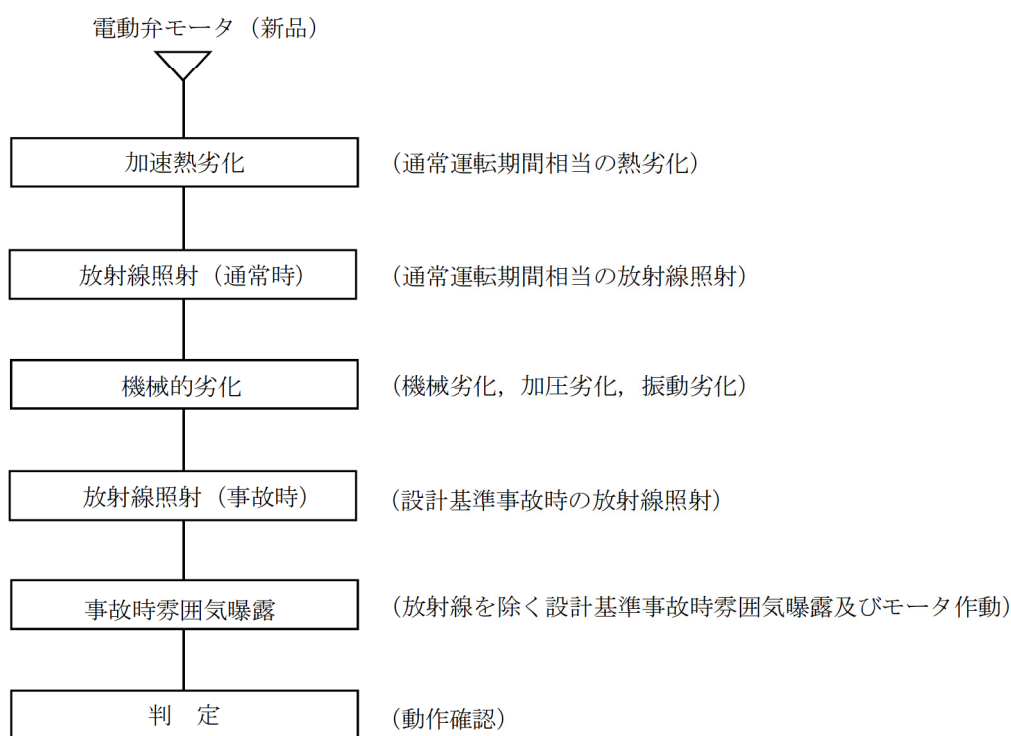 電動弁モータ（新品）
加速熱劣化 （通常運転期間相当の熱劣化）
放射線照射（通常時） （通常運転期間相当の放射線照射）
機械的劣化 （機械劣化，加圧劣化，振動劣化）
放射線照射（事故時） （設計基準事故時の放射線照射）
事故時雰囲気曝露 （放射線を除く設計基準事故時雰囲気曝露及びモータ作動）
判　定 （動作確認）